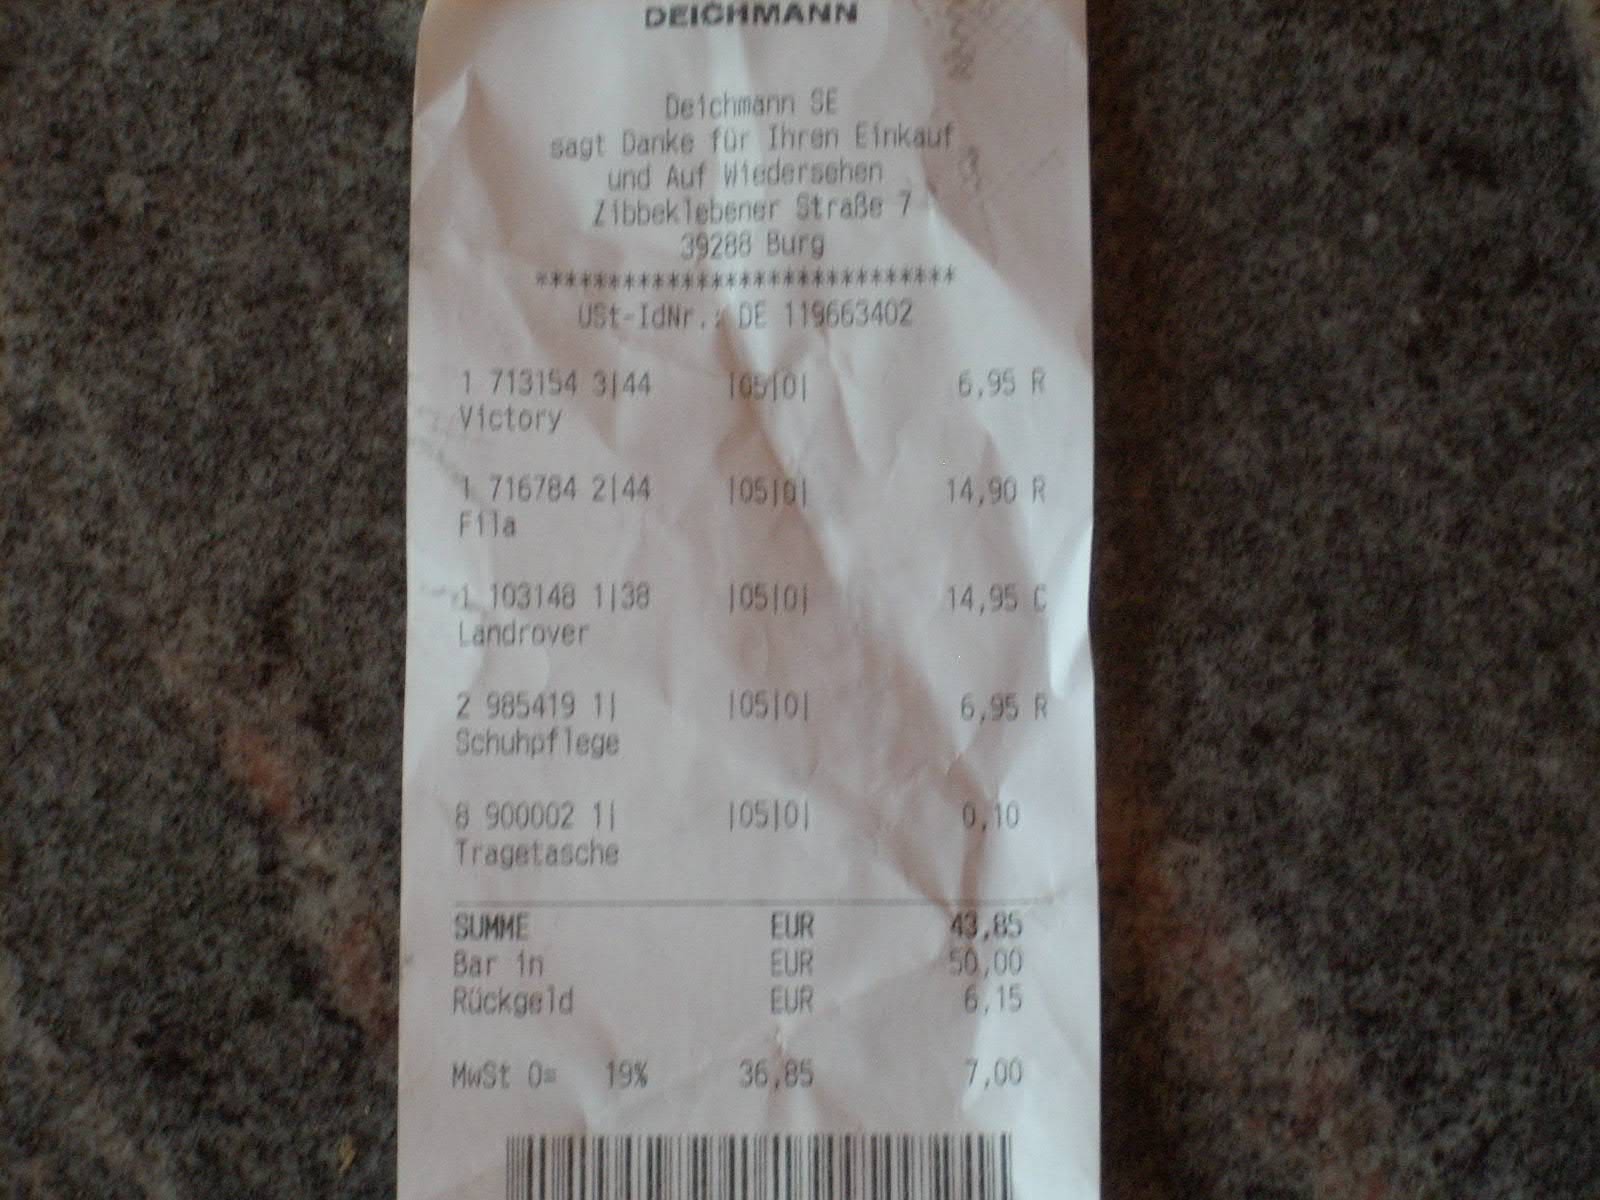 DEICHMANN
Deichmann SE
sagt Danke für Ihren Einkauf
und Auf Wiedersehen
Zibbeklebener Straße 7
39288 Burg
*****************************
USt-IdNr.: DE 119663402
1 713154 3|44 |05|0| 6,95 R
Victory
1 716784 2|44 |05|0| 14,90 R
Fila
1 103148 1|38 |05|0| 14,95 C
Landrover
2 985419 1| |05|0| 6,95 R
Schuhpflege
8 900002 1| |05|0| 0,10
Tragetasche
SUMME EUR 43,85
Bar in EUR 50,00
Rückgeld EUR 6,15
MwSt 0= 19% 36,85 7,00